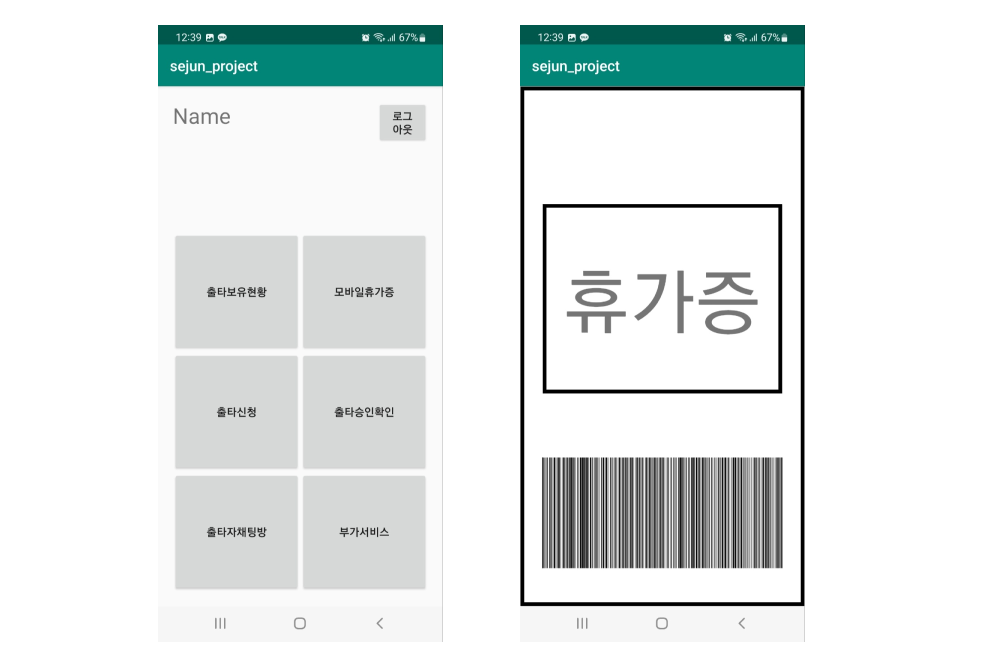 12:39
67%
sejun_project
Name
로그
아웃
출타보유현황
모바일휴가증
출타신청
출타승인확인
출타자채팅방
부가서비스
12:39
67%
sejun_project
휴가증